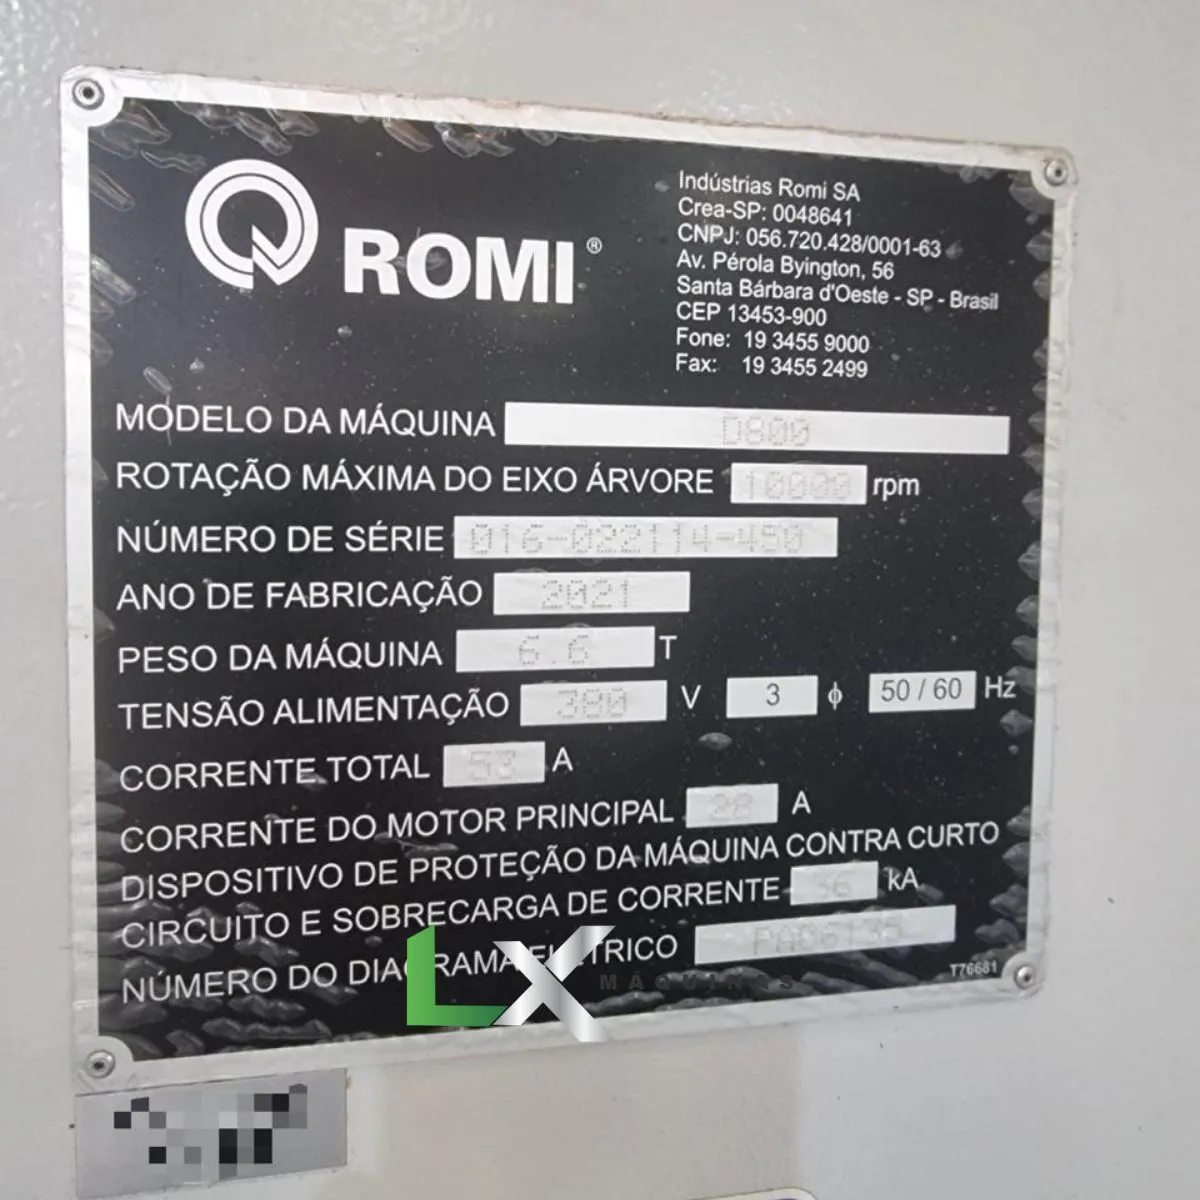 ROMI®
Indústrias Romi SA
Crea-SP: 0048641
CNPJ: 056.720.428/0001-63
Av. Pérola Byington, 56
Santa Bárbara d'Oeste - SP - Brasil
CEP 13453-900
Fone: 19 3455 9000
Fax: 19 3455 2499
MODELO DA MÁQUINA D800
ROTAÇÃO MÁXIMA DO EIXO ÁRVORE 10000 rpm
NÚMERO DE SÉRIE 016-022114-450
ANO DE FABRICAÇÃO 2021
PESO DA MÁQUINA 6.6 T
TENSÃO ALIMENTAÇÃO 380 V 3 ϕ 50 / 60 Hz
CORRENTE TOTAL 53 A
CORRENTE DO MOTOR PRINCIPAL 28 A
DISPOSITIVO DE PROTEÇÃO DA MÁQUINA CONTRA CURTO
CIRCUITO E SOBRECARGA DE CORRENTE kA
NÚMERO DO DIAGRAMA ELÉTRICO
T76681
LX MÁQUINAS